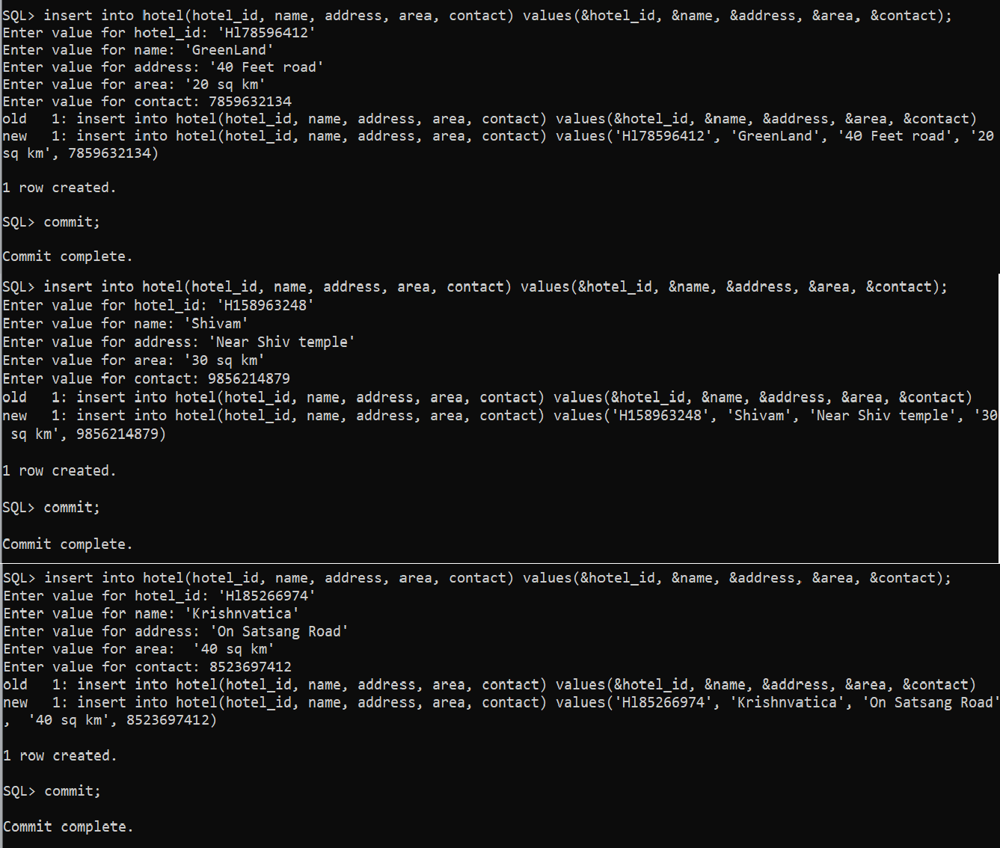 SQL> insert into hotel(hotel_id, name, address, area, contact) values(&hotel_id, &name, &address, &area, &contact);
Enter value for hotel_id: 'Hl78596412'
Enter value for name: 'GreenLand'
Enter value for address: '40 Feet road'
Enter value for area: '20 sq km'
Enter value for contact: 7859632134
old   1: insert into hotel(hotel_id, name, address, area, contact) values(&hotel_id, &name, &address, &area, &contact)
new   1: insert into hotel(hotel_id, name, address, area, contact) values('Hl78596412', 'GreenLand', '40 Feet road', '20
sq km', 7859632134)
1 row created.
SQL> commit;
Commit complete.
SQL> insert into hotel(hotel_id, name, address, area, contact) values(&hotel_id, &name, &address, &area, &contact);
Enter value for hotel_id: 'H158963248'
Enter value for name: 'Shivam'
Enter value for address: 'Near Shiv temple'
Enter value for area: '30 sq km'
Enter value for contact: 9856214879
old   1: insert into hotel(hotel_id, name, address, area, contact) values(&hotel_id, &name, &address, &area, &contact)
new   1: insert into hotel(hotel_id, name, address, area, contact) values('H158963248', 'Shivam', 'Near Shiv temple', '30
 sq km', 9856214879)
1 row created.
SQL> commit;
Commit complete.
SQL> insert into hotel(hotel_id, name, address, area, contact) values(&hotel_id, &name, &address, &area, &contact);
Enter value for hotel_id: 'Hl85266974'
Enter value for name: 'Krishnvatica'
Enter value for address: 'On Satsang Road'
Enter value for area:  '40 sq km'
Enter value for contact: 8523697412
old   1: insert into hotel(hotel_id, name, address, area, contact) values(&hotel_id, &name, &address, &area, &contact)
new   1: insert into hotel(hotel_id, name, address, area, contact) values('Hl85266974', 'Krishnvatica', 'On Satsang Road'
,  '40 sq km', 8523697412)
1 row created.
SQL> commit;
Commit complete.